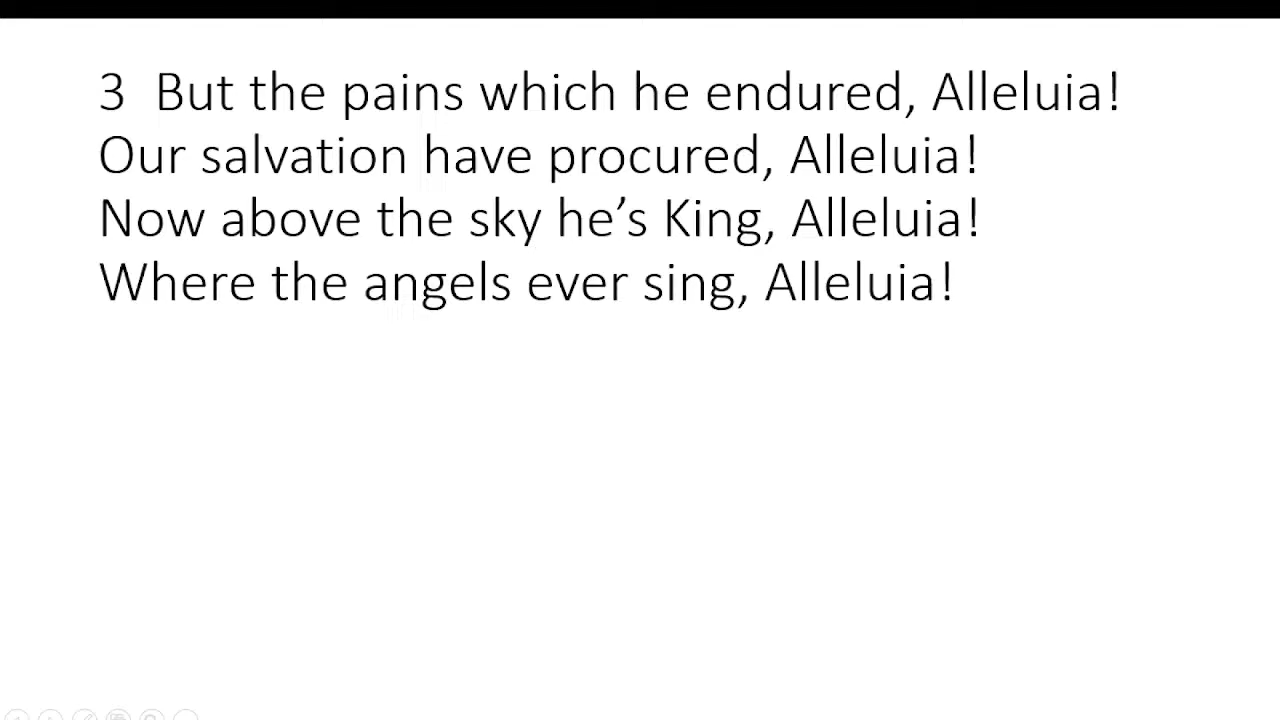 3  But the pains which he endured, Alleluia!
Our salvation have procured, Alleluia!
Now above the sky he’s King, Alleluia!
Where the angels ever sing, Alleluia!